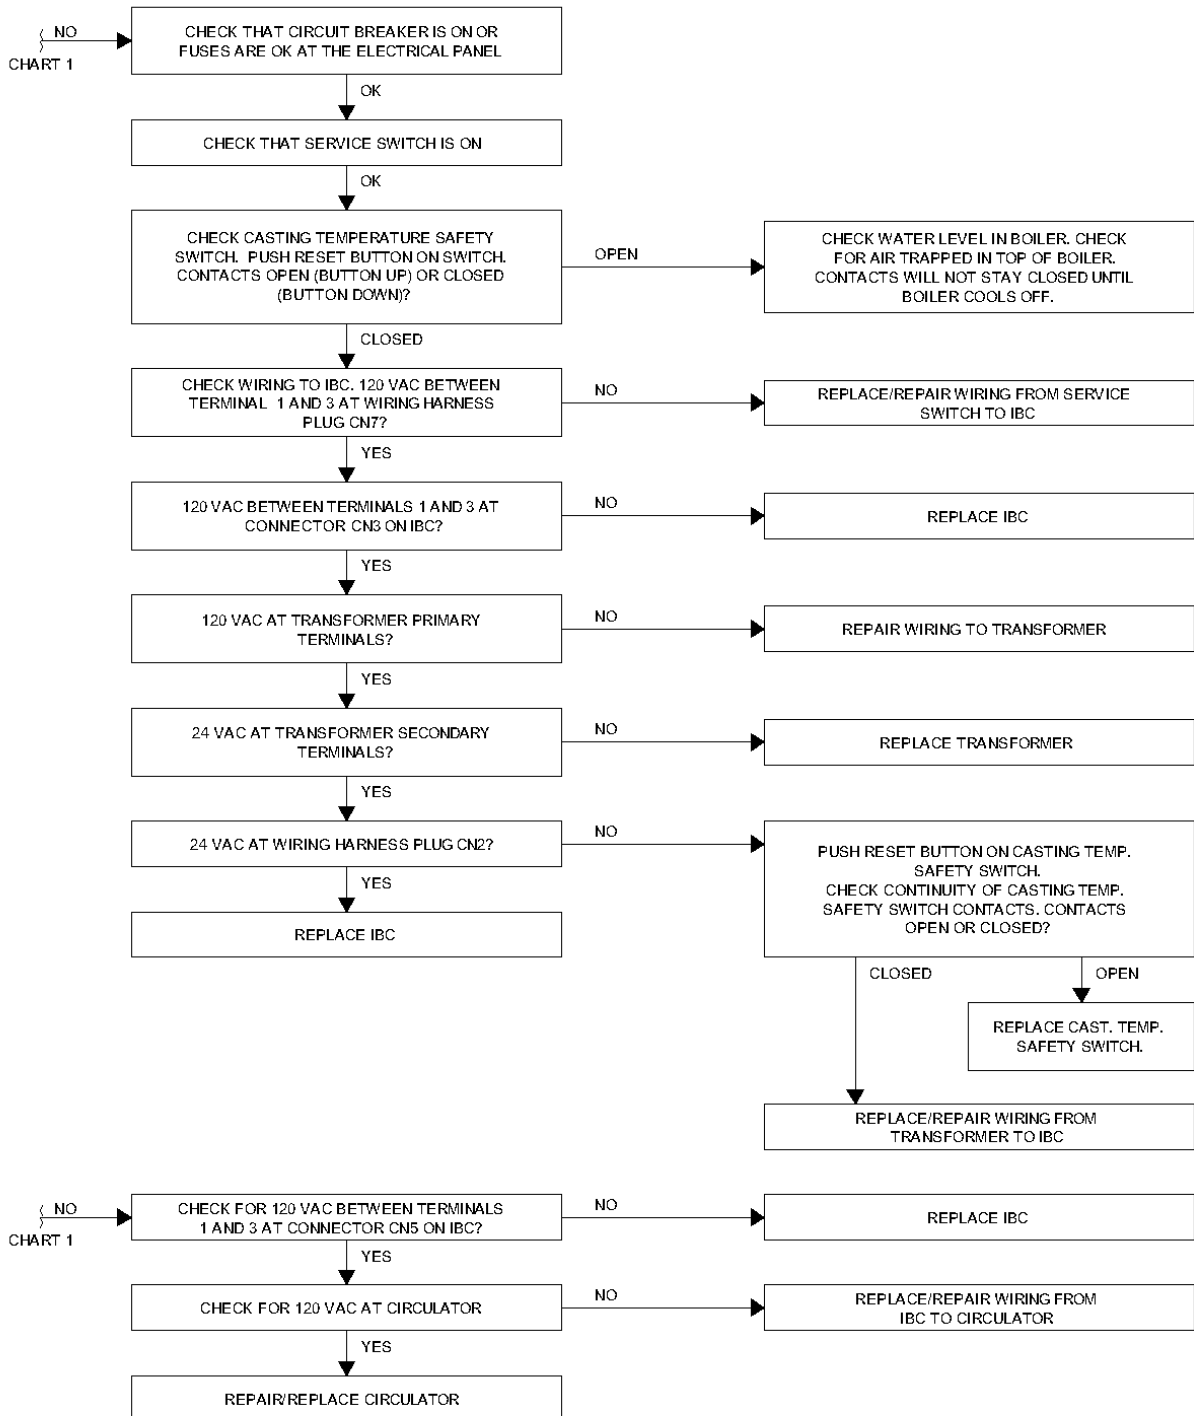 NO
CHART 1
CHECK THAT CIRCUIT BREAKER IS ON OR
FUSES ARE OK AT THE ELECTRICAL PANEL
OK
CHECK THAT SERVICE SWITCH IS ON
OK
CHECK CASTING TEMPERATURE SAFETY
SWITCH. PUSH RESET BUTTON ON SWITCH.
CONTACTS OPEN (BUTTON UP) OR CLOSED
(BUTTON DOWN)?
OPEN
CHECK WATER LEVEL IN BOILER. CHECK
FOR AIR TRAPPED IN TOP OF BOILER.
CONTACTS WILL NOT STAY CLOSED UNTIL
BOILER COOLS OFF.
CLOSED
CHECK WIRING TO IBC. 120 VAC BETWEEN
TERMINAL 1 AND 3 AT WIRING HARNESS
PLUG CN7?
NO
REPLACE/REPAIR WIRING FROM SERVICE
SWITCH TO IBC
YES
120 VAC BETWEEN TERMINALS 1 AND 3 AT
CONNECTOR CN3 ON IBC?
NO
REPLACE IBC
YES
120 VAC AT TRANSFORMER PRIMARY
TERMINALS?
NO
REPAIR WIRING TO TRANSFORMER
YES
24 VAC AT TRANSFORMER SECONDARY
TERMINALS?
NO
REPLACE TRANSFORMER
YES
24 VAC AT WIRING HARNESS PLUG CN2?
NO
PUSH RESET BUTTON ON CASTING TEMP.
SAFETY SWITCH.
CHECK CONTINUITY OF CASTING TEMP.
SAFETY SWITCH CONTACTS. CONTACTS
OPEN OR CLOSED?
YES
REPLACE IBC
CLOSED
OPEN
REPLACE CAST. TEMP.
SAFETY SWITCH.
REPLACE/REPAIR WIRING FROM
TRANSFORMER TO IBC
NO
CHART 1
CHECK FOR 120 VAC BETWEEN TERMINALS
1 AND 3 AT CONNECTOR CN5 ON IBC?
NO
REPLACE IBC
YES
CHECK FOR 120 VAC AT CIRCULATOR
NO
REPLACE/REPAIR WIRING FROM
IBC TO CIRCULATOR
YES
REPAIR/REPLACE CIRCULATOR